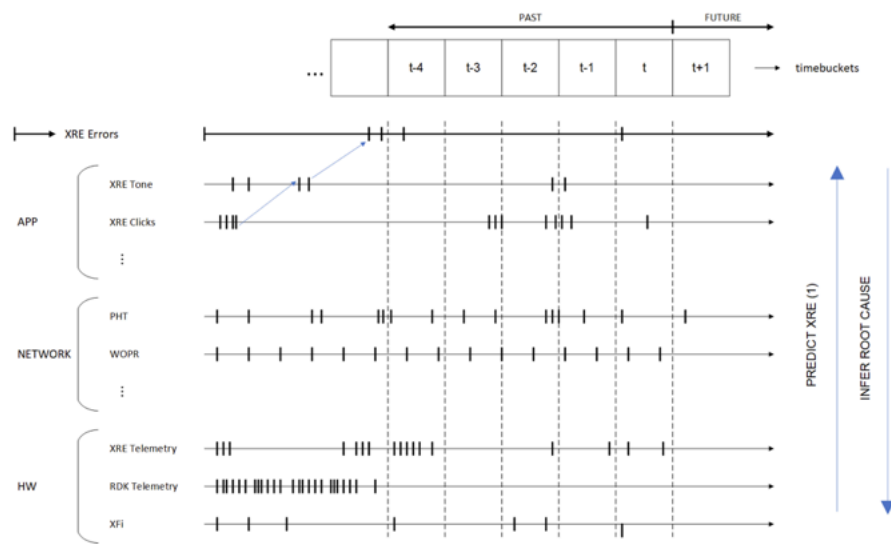 PAST
FUTURE
... t-4 t-3 t-2 t-1 t t+1 timebuckets
XRE Errors
XRE Tone
APP
XRE Clicks
...
PHT
NETWORK
WOPR
...
XRE Telemetry
HW
RDK Telemetry
XFi
PREDICT XRE (1)
INFER ROOT CAUSE